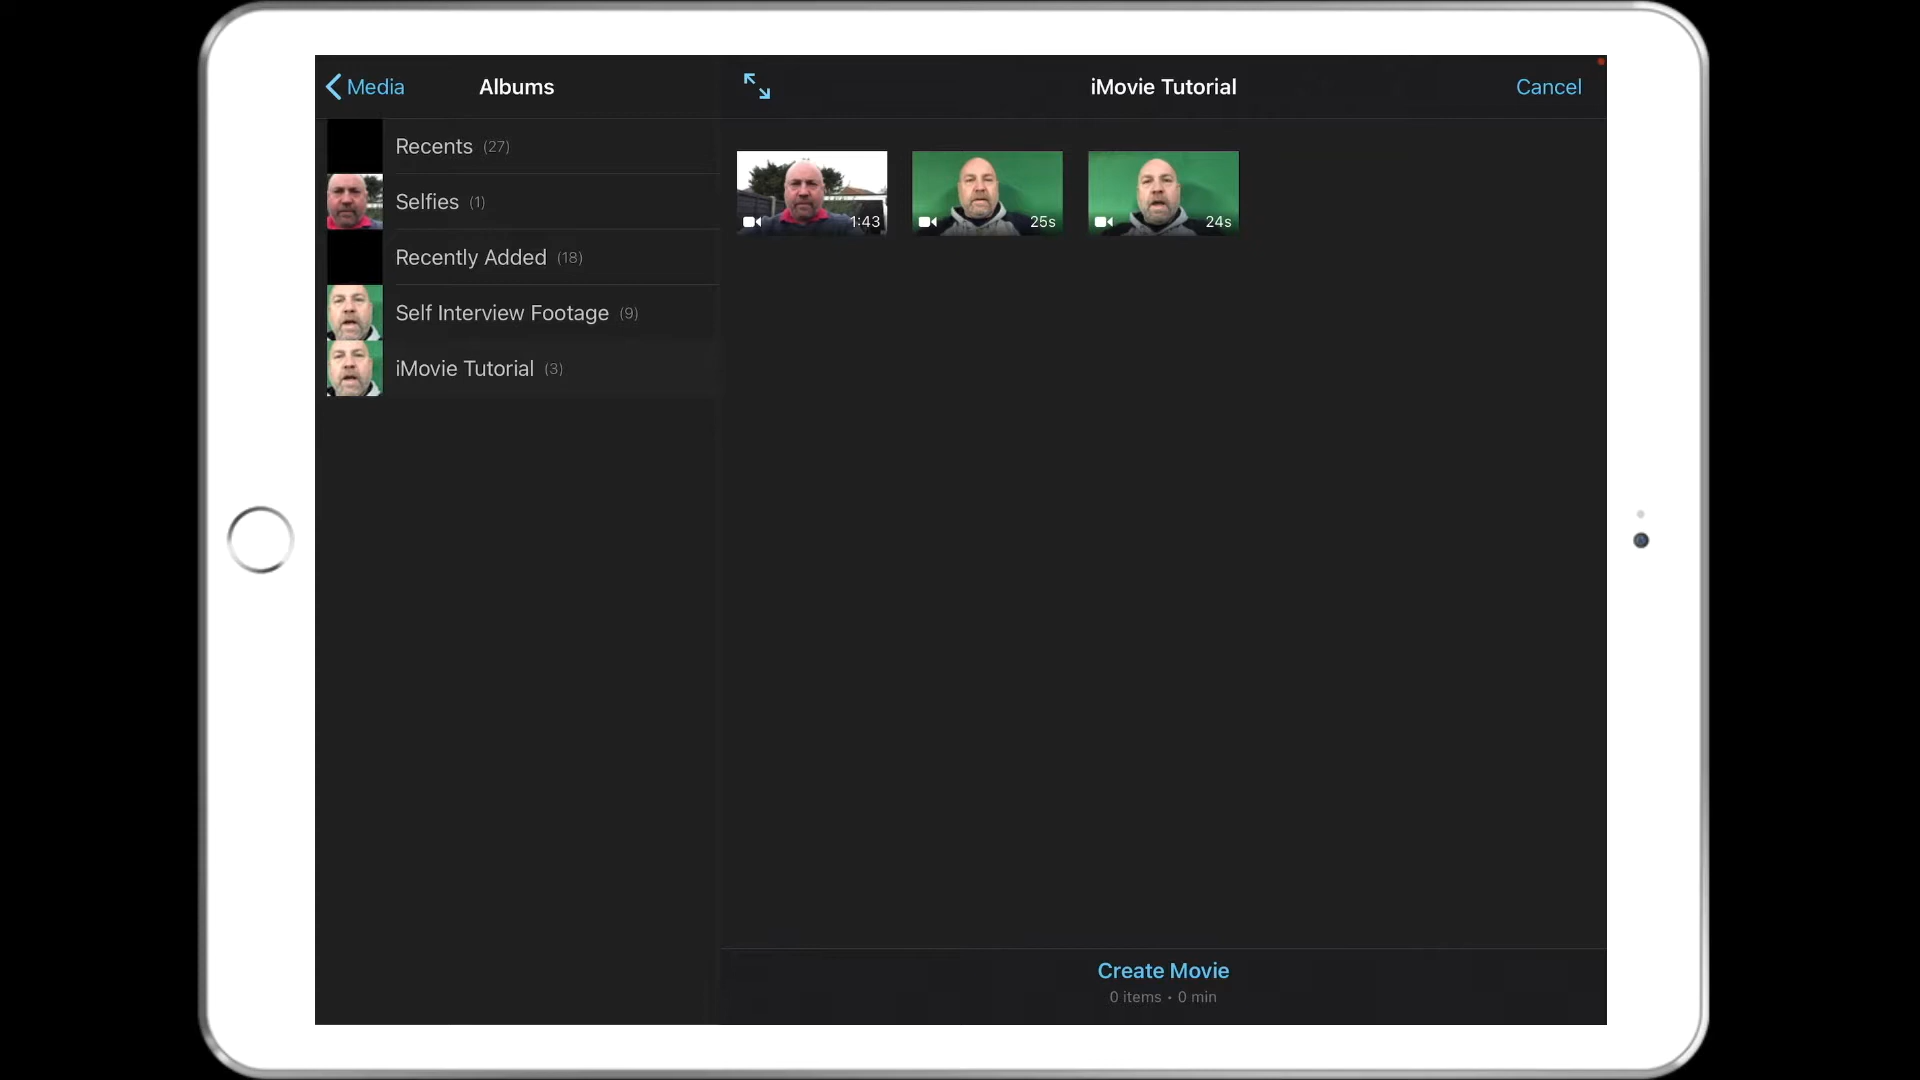 Media
Albums
iMovie Tutorial
Cancel
Recents (27)
Selfies (1)
Recently Added (18)
Self Interview Footage (9)
iMovie Tutorial (3)
1:43
25s
24s
Create Movie
0 items • 0 min